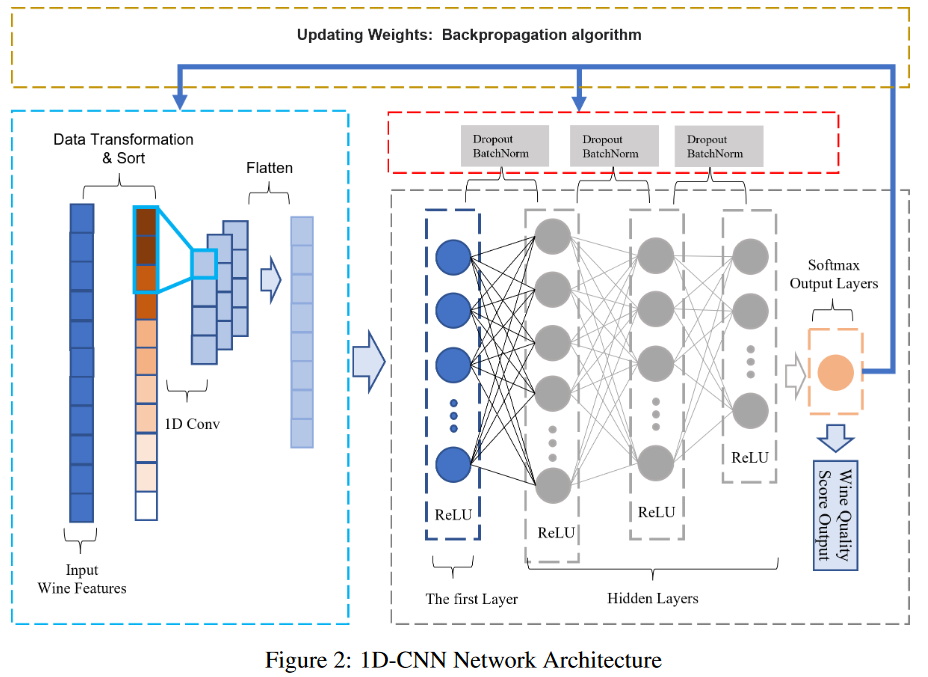 Updating Weights: Backpropagation algorithm
Data Transformation
& Sort
Flatten
1D Conv
Input
Wine Features
Dropout
BatchNorm
Dropout
BatchNorm
Dropout
BatchNorm
ReLU
ReLU
ReLU
ReLU
The first Layer
Hidden Layers
Softmax
Output Layers
Wine Quality
Score Output
Figure 2: 1D-CNN Network Architecture